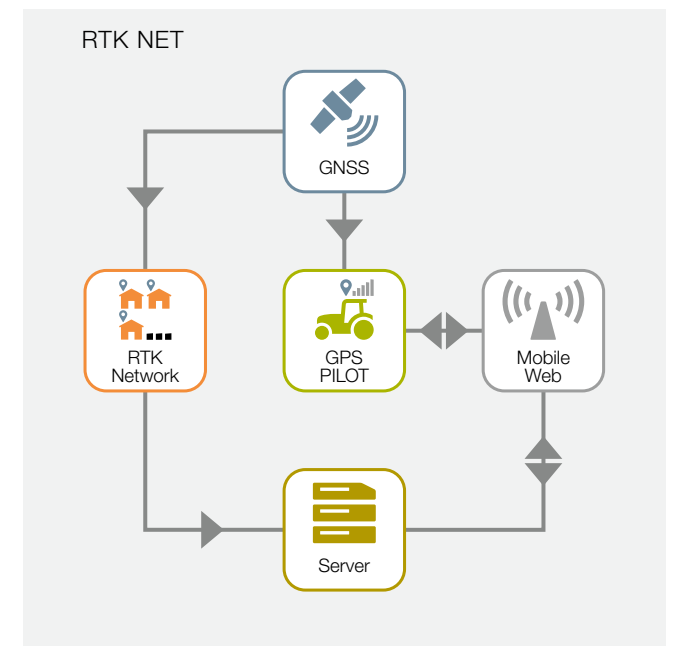 RTK NET
GNSS
RTK
Network
GPS
PILOT
Mobile
Web
Server